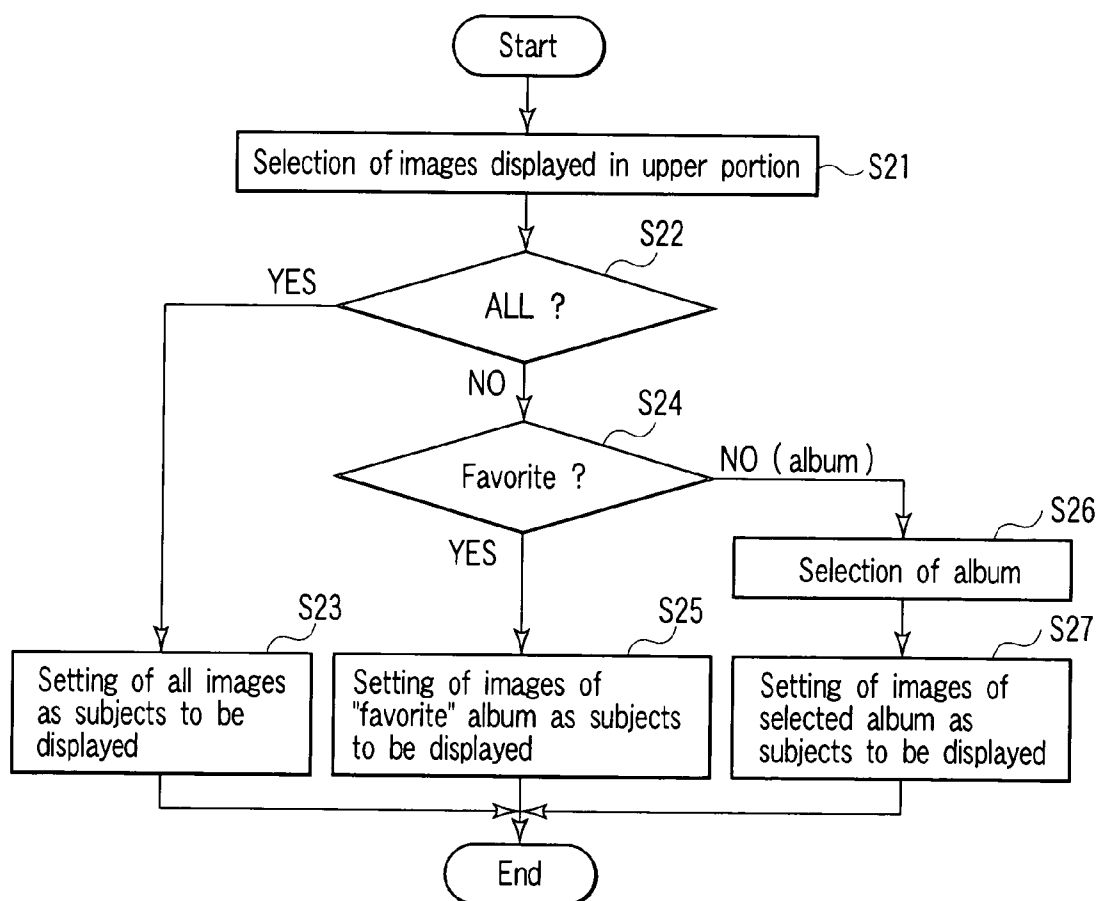 Start
Selection of images displayed in upper portion
S21
S22
YES
ALL ?
NO
S24
Favorite ?
NO (album)
S26
YES
Selection of album
S23
S25
S27
Setting of all images
as subjects to be
displayed
Setting of images of
"favorite" album as subjects
to be displayed
Setting of images of
selected album as
subjects to be displayed
End